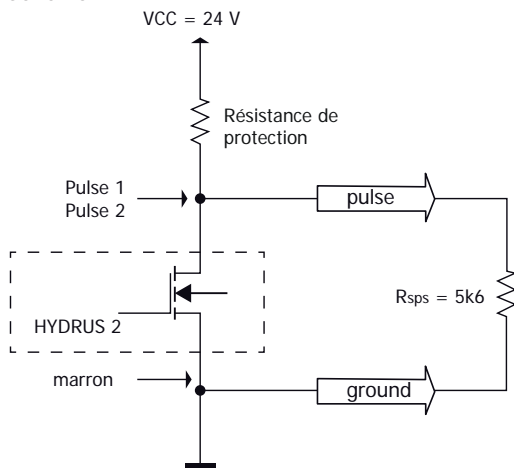 VCC = 24 V
Résistance de
protection
Pulse 1
Pulse 2
pulse
HYDRUS 2
Rsps = 5k6
marron
ground